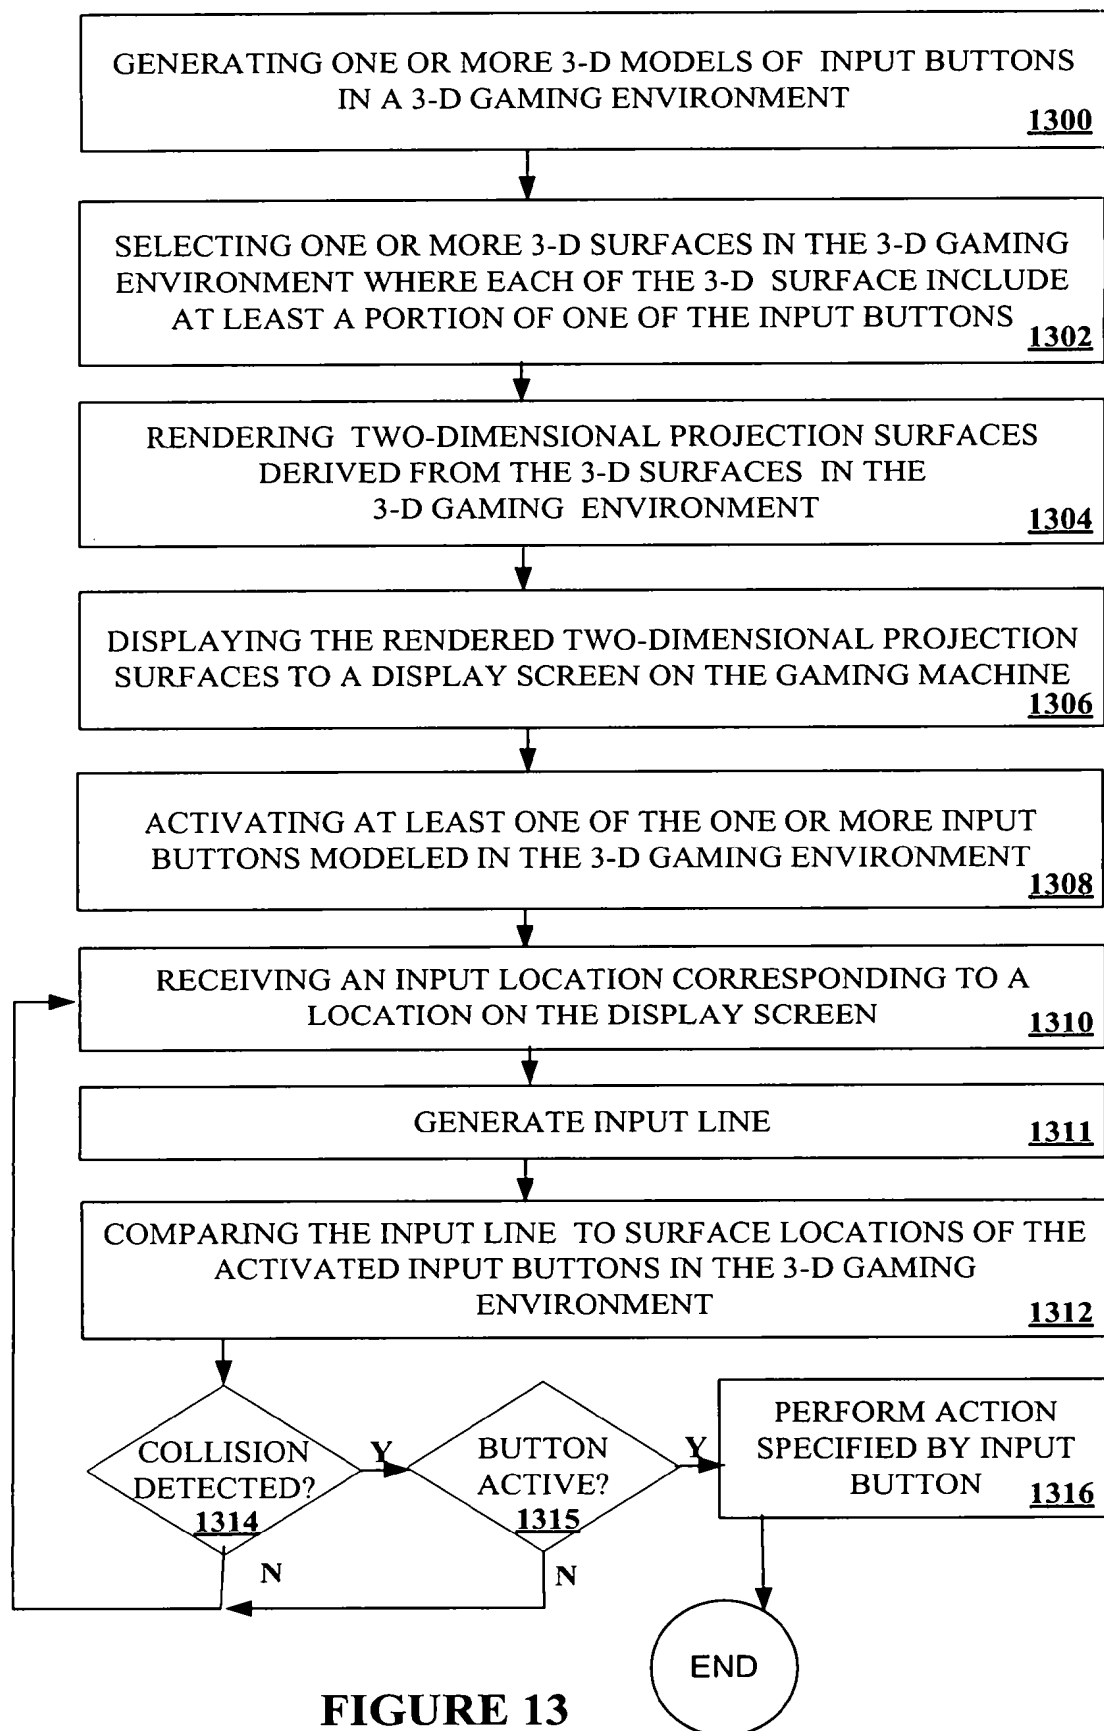 GENERATING ONE OR MORE 3-D MODELS OF INPUT BUTTONS
IN A 3-D GAMING ENVIRONMENT
1300
SELECTING ONE OR MORE 3-D SURFACES IN THE 3-D GAMING
ENVIRONMENT WHERE EACH OF THE 3-D SURFACE INCLUDE
AT LEAST A PORTION OF ONE OF THE INPUT BUTTONS
1302
RENDERING TWO-DIMENSIONAL PROJECTION SURFACES
DERIVED FROM THE 3-D SURFACES IN THE
3-D GAMING ENVIRONMENT
1304
DISPLAYING THE RENDERED TWO-DIMENSIONAL PROJECTION
SURFACES TO A DISPLAY SCREEN ON THE GAMING MACHINE
1306
ACTIVATING AT LEAST ONE OF THE ONE OR MORE INPUT
BUTTONS MODELED IN THE 3-D GAMING ENVIRONMENT
1308
RECEIVING AN INPUT LOCATION CORRESPONDING TO A
LOCATION ON THE DISPLAY SCREEN
1310
GENERATE INPUT LINE
1311
COMPARING THE INPUT LINE TO SURFACE LOCATIONS OF THE
ACTIVATED INPUT BUTTONS IN THE 3-D GAMING
ENVIRONMENT
1312
COLLISION
DETECTED?
1314
Y
N
BUTTON
ACTIVE?
1315
Y
N
PERFORM ACTION
SPECIFIED BY INPUT
BUTTON
1316
END
FIGURE 13